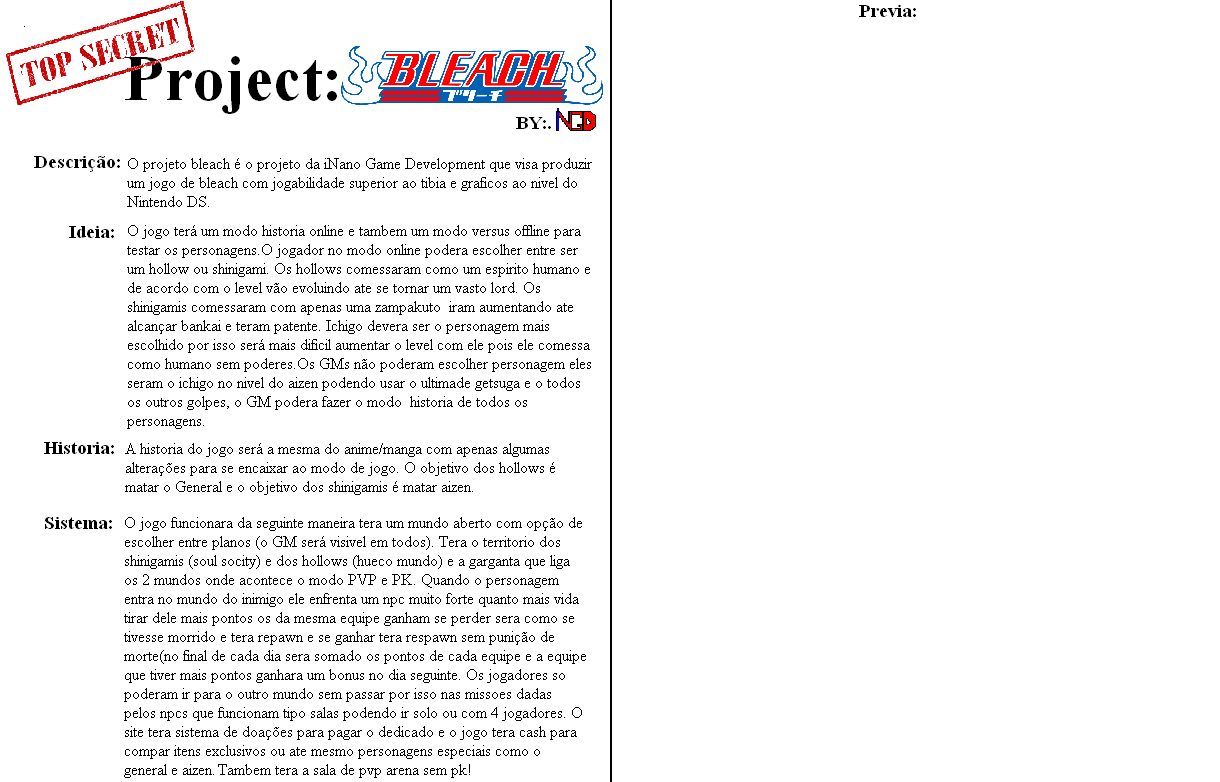 TOP SECRET
Project: BLEACH
ブリーチ
BY:. NGD
Descrição: O projeto bleach é o projeto da iNano Game Development que visa produzir
um jogo de bleach com jogabilidade superior ao tibia e graficos ao nivel do
Nintendo DS.
Ideia: O jogo terá um modo historia online e tambem um modo versus offline para
testar os personagens.O jogador no modo online podera escolher entre ser
um hollow ou shinigami. Os hollows comessaram como um espirito humano e
de acordo com o level vão evoluindo ate se tornar um vasto lord. Os
shinigamis comessaram com apenas uma zampakuto iram aumentando ate
alcançar bankai e teram patente. Ichigo devera ser o personagem mais
escolhido por isso será mais dificil aumentar o level com ele pois ele comessa
como humano sem poderes.Os GMs não poderam escolher personagem eles
seram o ichigo no nivel do aizen podendo usar o ultimade getsuga e o todos
os outros golpes, o GM podera fazer o modo historia de todos os
personagens.
Historia: A historia do jogo será a mesma do anime/manga com apenas algumas
alterações para se encaixar ao modo de jogo. O objetivo dos hollows é
matar o General e o objetivo dos shinigamis é matar aizen.
Sistema: O jogo funcionara da seguinte maneira tera um mundo aberto com opção de
escolher entre planos (o GM será visivel em todos). Tera o territorio dos
shinigamis (soul socity) e dos hollows (hueco mundo) e a garganta que liga
os 2 mundos onde acontece o modo PVP e PK. Quando o personagem
entra no mundo do inimigo ele enfrenta um npc muito forte quanto mais vida
tirar dele mais pontos os da mesma equipe ganham se perder sera como se
tivesse morrido e tera repawn e se ganhar tera respawn sem punição de
morte(no final de cada dia sera somado os pontos de cada equipe e a equipe
que tiver mais pontos ganhara um bonus no dia seguinte. Os jogadores so
poderam ir para o outro mundo sem passar por isso nas missoes dadas
pelos npcs que funcionam tipo salas podendo ir solo ou com 4 jogadores. O
site tera sistema de doações para pagar o dedicado e o jogo tera cash para
compar itens exclusivos ou ate mesmo personagens especiais como o
general e aizen.Tambem tera a sala de pvp arena sem pk!
Previa: